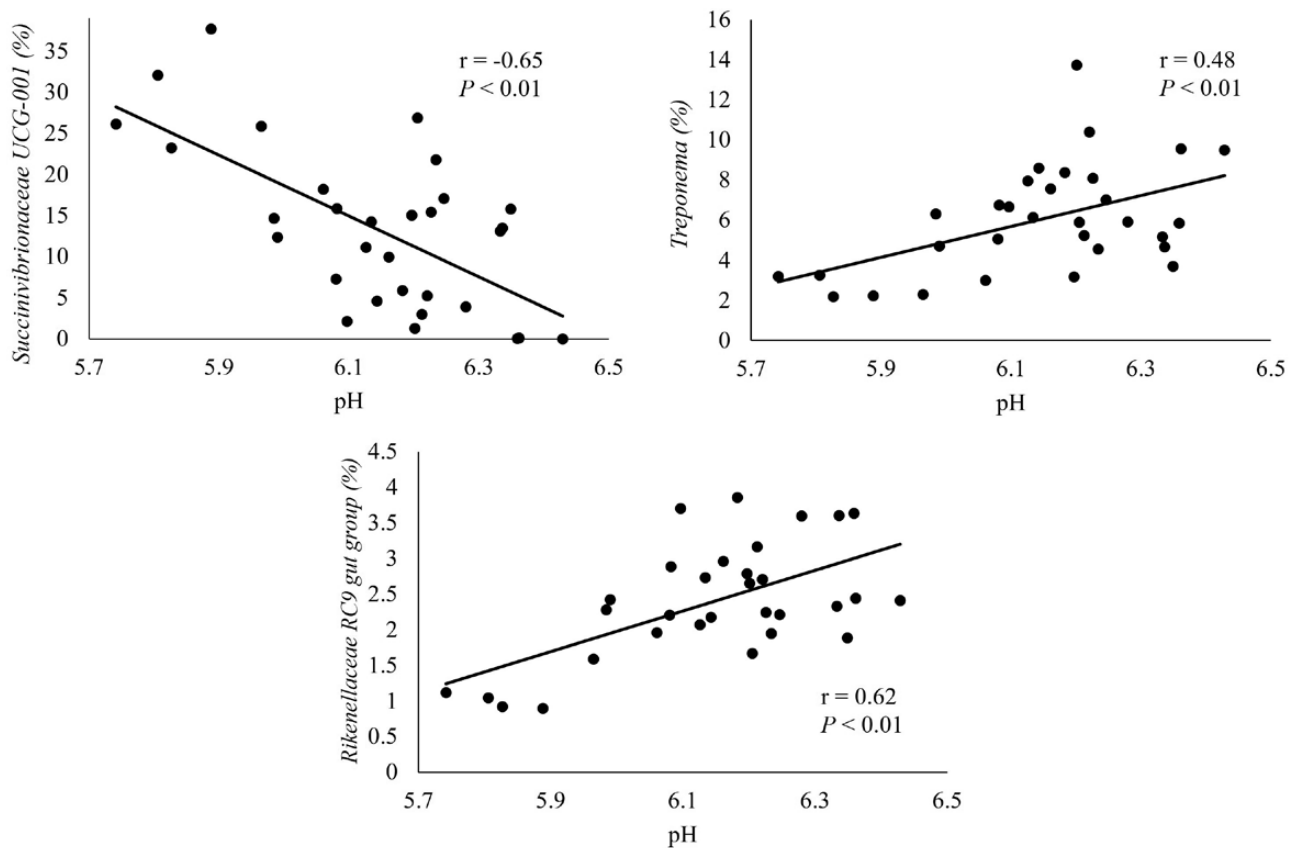 Succinivibrionaceae UCG-001 (%)
35
30
25
20
15
10
5
0
5.7 5.9 6.1 6.3 6.5
pH
r = -0.65
P < 0.01
Treponema (%)
16
14
12
10
8
6
4
2
0
5.7 5.9 6.1 6.3 6.5
pH
r = 0.48
P < 0.01
Rikenellaceae RC9 gut group (%)
4.5
4
3.5
3
2.5
2
1.5
1
0.5
0
5.7 5.9 6.1 6.3 6.5
pH
r = 0.62
P < 0.01